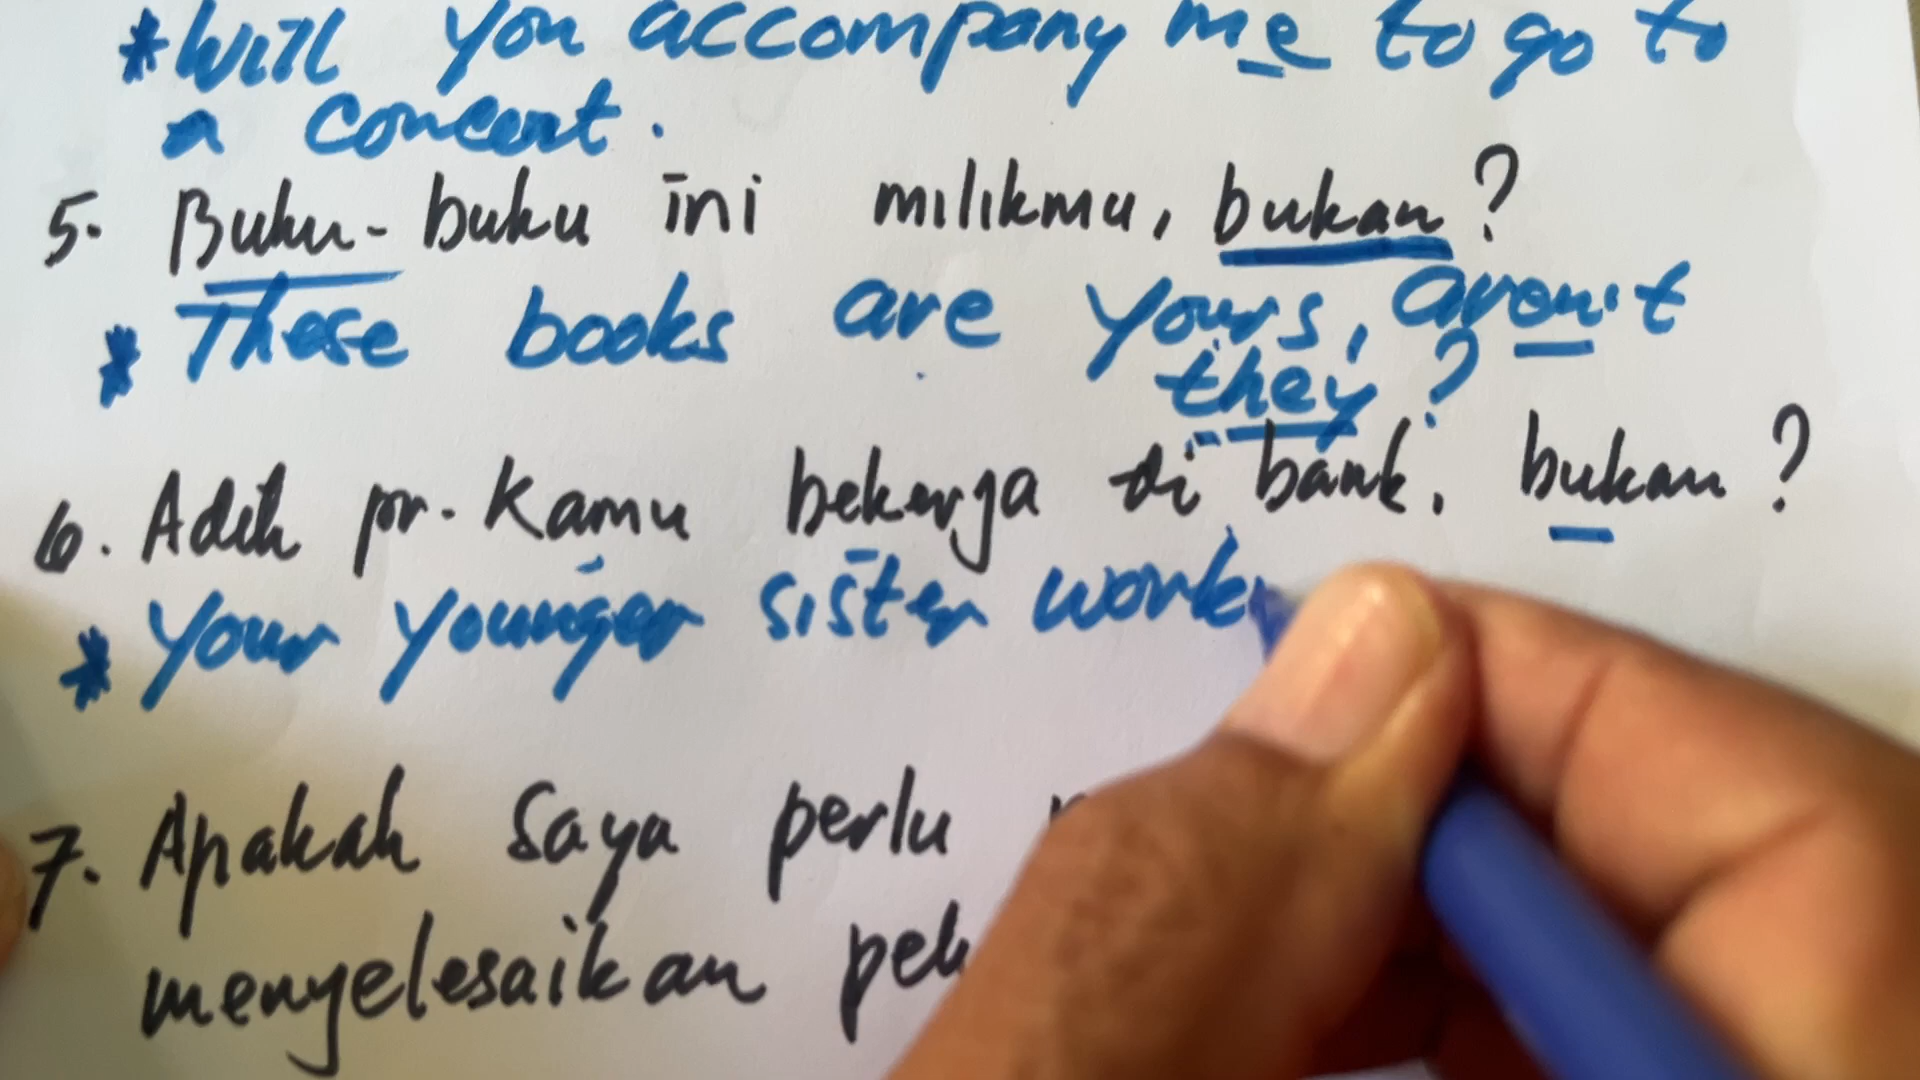 *Will you accompany me to go to
a concert.
5. Buku-buku ini milikmu, bukan?
* These books are yours, aren't
they?
6. Adik pr. kamu bekerja di bank, bukan?
* Your younger sister work
7. Apakah saya perlu
menyelesaikan